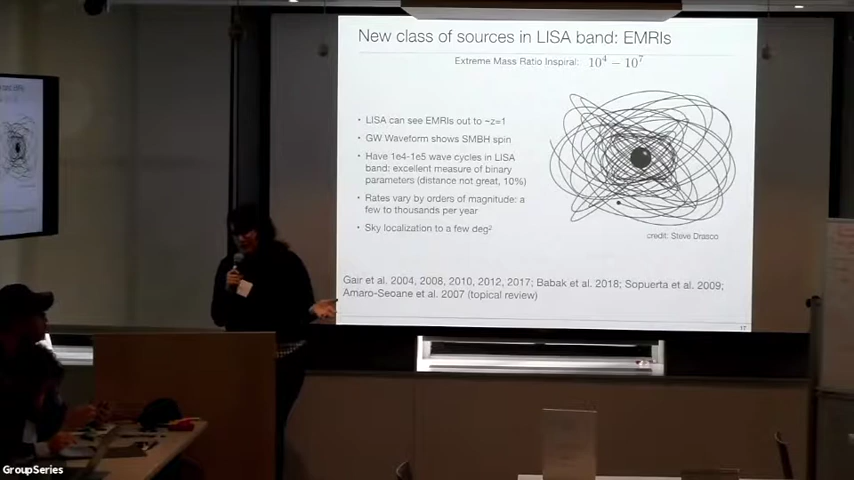 New class of sources in LISA band: EMRIs
Extreme Mass Ratio Inspiral: 10⁴ – 10⁷
• LISA can see EMRIs out to ~z=1
• GW Waveform shows SMBH spin
• Have 1e4-1e5 wave cycles in LISA
band: excellent measure of binary
parameters (distance not great, 10%)
• Rates vary by orders of magnitude: a
few to thousands per year
• Sky localization to a few deg²
credit: Steve Drasco
Gair et al. 2004, 2008, 2010, 2012, 2017; Babak et al. 2018; Sopuerta et al. 2009;
Amaro-Seoane et al. 2007 (topical review)
17
GroupSeries